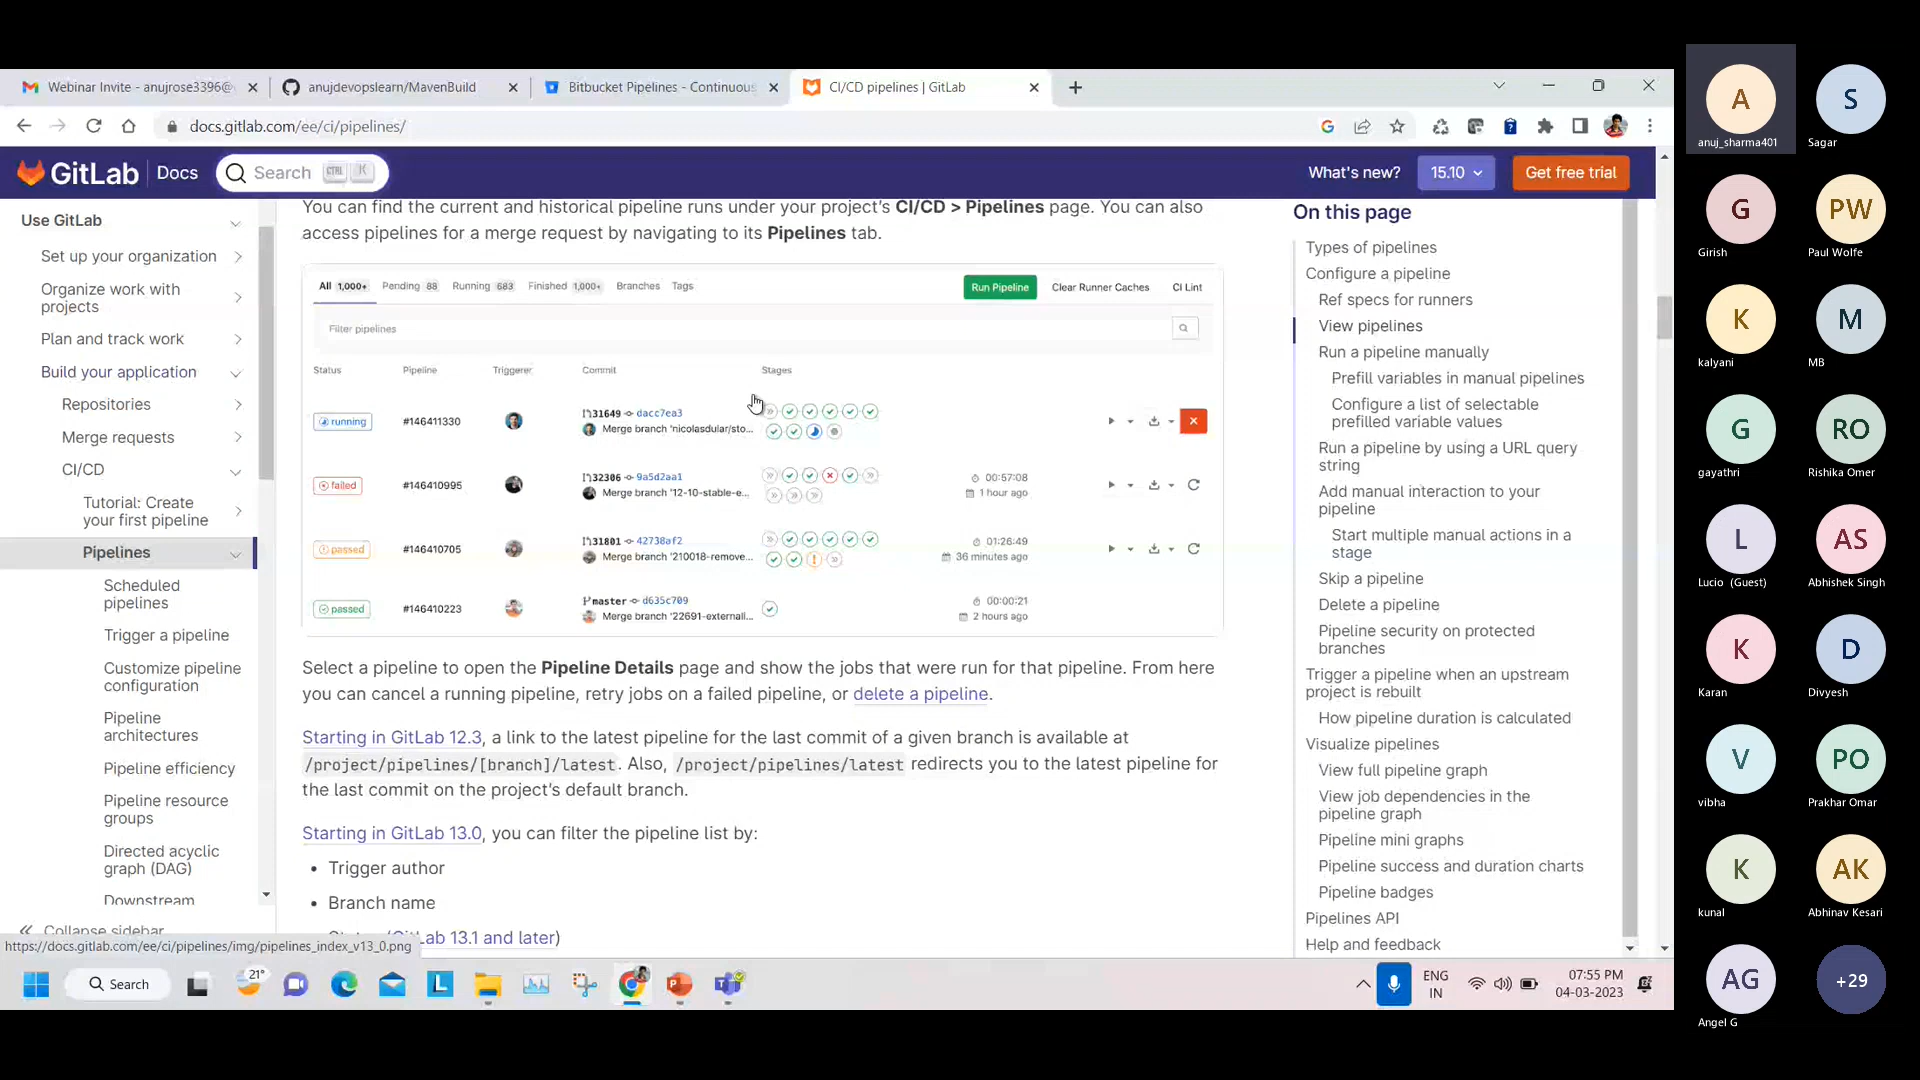 Webinar Invite - anujrose3396@
anujdevopslearn/MavenBuild
Bitbucket Pipelines - Continuous
CI/CD pipelines | GitLab
docs.gitlab.com/ee/ci/pipelines/
GitLab Docs
Search CTRL K
What's new?
15.10
Get free trial
Use GitLab
Set up your organization
Organize work with
projects
Plan and track work
Build your application
Repositories
Merge requests
CI/CD
Tutorial: Create
your first pipeline
Pipelines
Scheduled
pipelines
Trigger a pipeline
Customize pipeline
configuration
Pipeline
architectures
Pipeline efficiency
Pipeline resource
groups
Directed acyclic
graph (DAG)
Downstream
Collapse sidebar
You can find the current and historical pipeline runs under your project's CI/CD > Pipelines page. You can also
access pipelines for a merge request by navigating to its Pipelines tab.
All 1,000+ Pending 88 Running 683 Finished 1,000+ Branches Tags Run Pipeline Clear Runner Caches CI Lint
Filter pipelines
Status Pipeline Triggerer Commit Stages
running #146411330 31649 dacc7ea3
Merge branch 'nicolasdular/sto...
failed #146410995 32306 9a5d2aa1 00:57:08
Merge branch '12-10-stable-e... 1 hour ago
passed #146410705 31801 42738af2 01:26:49
Merge branch '210018-remove... 36 minutes ago
passed #146410223 master d635c709 00:00:21
Merge branch '22691-externali... 2 hours ago
Select a pipeline to open the Pipeline Details page and show the jobs that were run for that pipeline. From here
you can cancel a running pipeline, retry jobs on a failed pipeline, or delete a pipeline.
Starting in GitLab 12.3, a link to the latest pipeline for the last commit of a given branch is available at
/project/pipelines/[branch]/latest. Also, /project/pipelines/latest redirects you to the latest pipeline for
the last commit on the project's default branch.
Starting in GitLab 13.0, you can filter the pipeline list by:
• Trigger author
• Branch name
Lab 13.1 and later)
On this page
Types of pipelines
Configure a pipeline
Ref specs for runners
View pipelines
Run a pipeline manually
Prefill variables in manual pipelines
Configure a list of selectable
prefilled variable values
Run a pipeline by using a URL query
string
Add manual interaction to your
pipeline
Start multiple manual actions in a
stage
Skip a pipeline
Delete a pipeline
Pipeline security on protected
branches
Trigger a pipeline when an upstream
project is rebuilt
How pipeline duration is calculated
Visualize pipelines
View full pipeline graph
View job dependencies in the
pipeline graph
Pipeline mini graphs
Pipeline success and duration charts
Pipeline badges
Pipelines API
Help and feedback
https://docs.gitlab.com/ee/ci/pipelines/img/pipelines_index_v13_0.png
Search
21°
L
ENG
IN
07:55 PM
04-03-2023
A
anuj_sharma401
S
Sagar
G
Girish
PW
Paul Wolfe
K
kalyani
M
MB
G
gayathri
RO
Rishika Omer
L
Lucio (Guest)
AS
Abhishek Singh
K
Karan
D
Divyesh
V
vibha
PO
Prakhar Omar
K
kunal
AK
Abhinav Kesari
AG
Angel G
+29